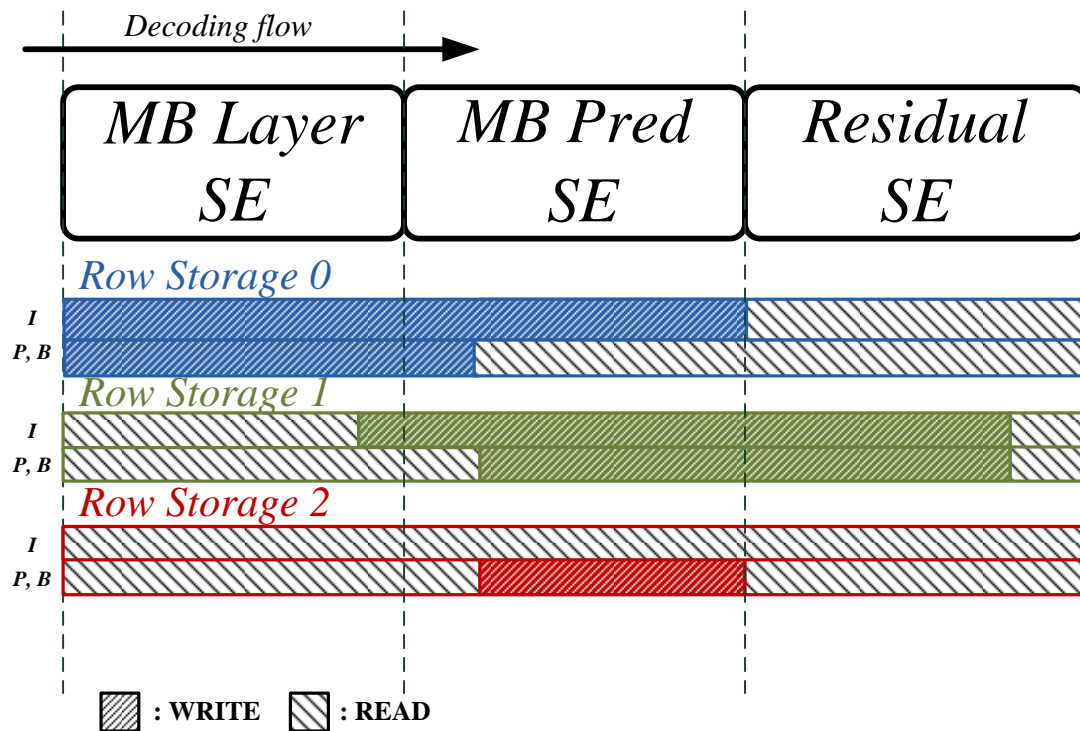 Decoding flow
MB Layer SE
MB Pred SE
Residual SE
Row Storage 0
I
P, B
Row Storage 1
I
P, B
Row Storage 2
I
P, B
: WRITE
: READ